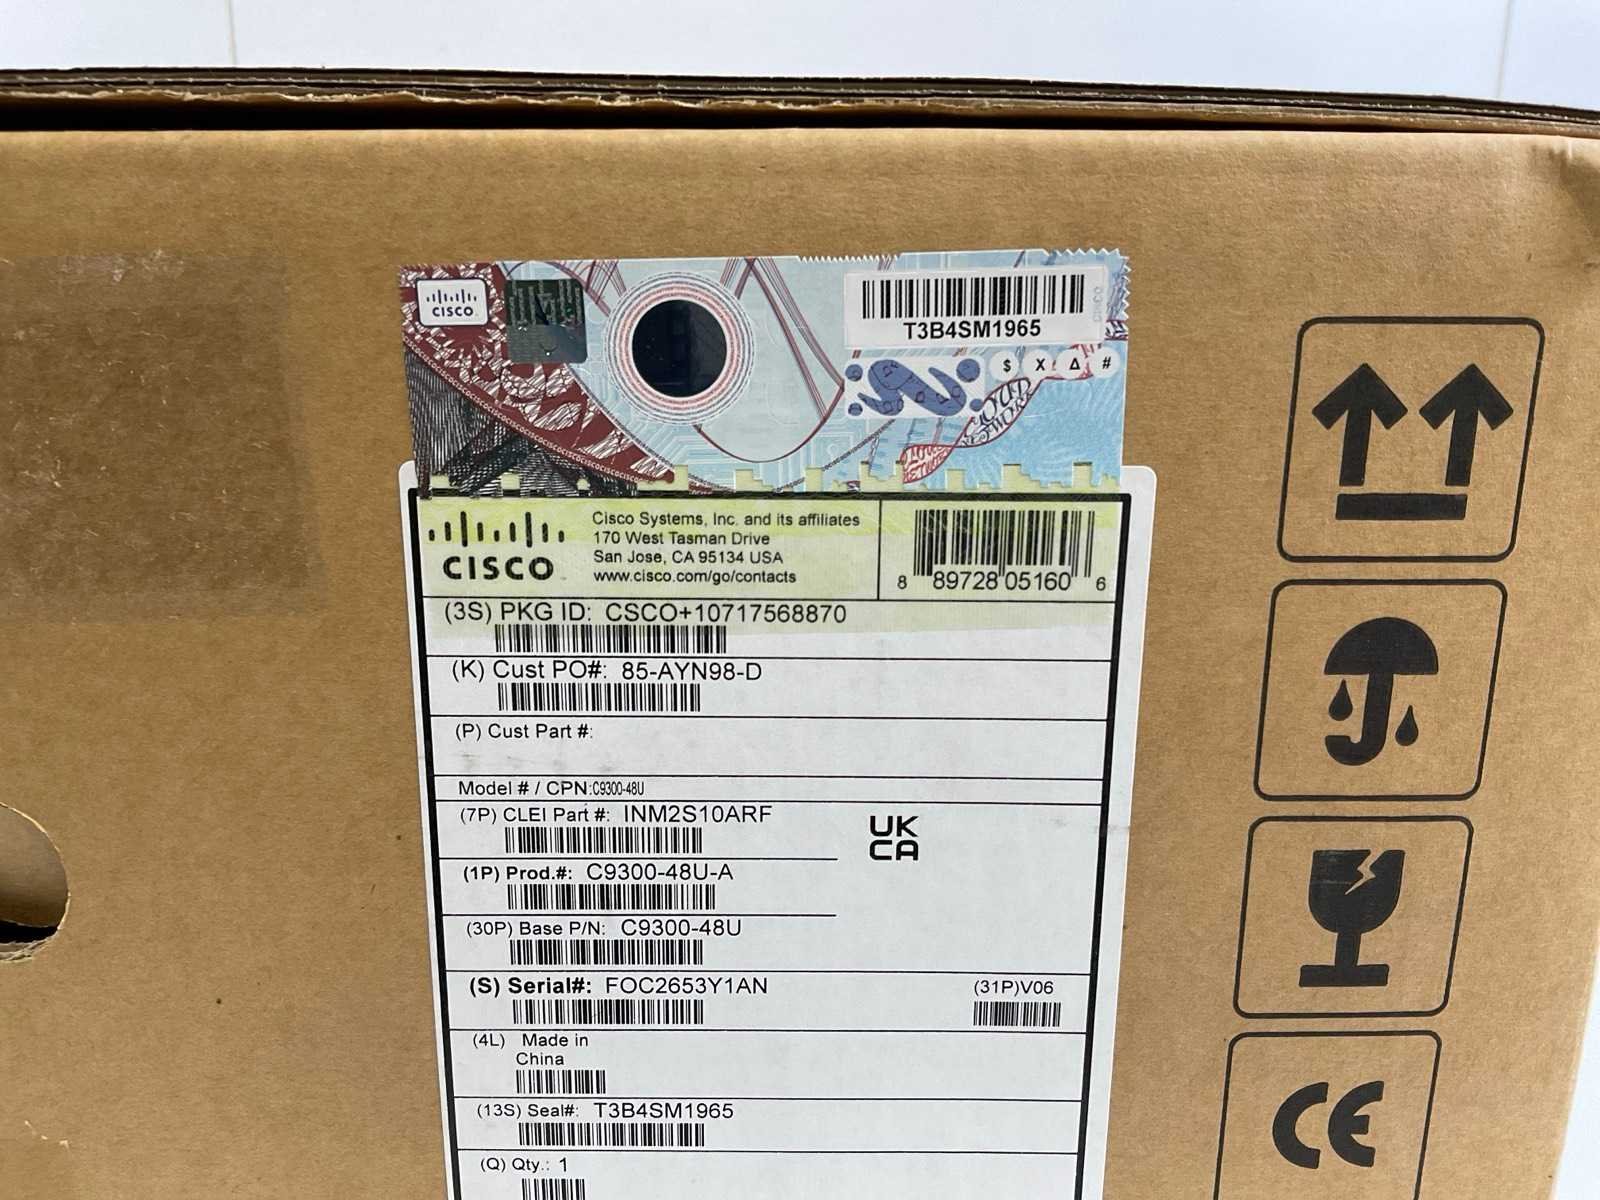 CISCO
T3B4SM1965
$ X Δ #
CISCO
Cisco Systems, Inc. and its affiliates
170 West Tasman Drive
San Jose, CA 95134 USA
www.cisco.com/go/contacts
8 89728 05160 6
(3S) PKG ID: CSCO+10717568870
(K) Cust PO#: 85-AYN98-D
(P) Cust Part #:
Model # / CPN:C9300-48U
(7P) CLEI Part #: INM2S10ARF
UK
CA
(1P) Prod.#: C9300-48U-A
(30P) Base P/N: C9300-48U
(S) Serial#: FOC2653Y1AN
(31P)V06
(4L) Made in
China
(13S) Seal#: T3B4SM1965
(Q) Qty.: 1
CE